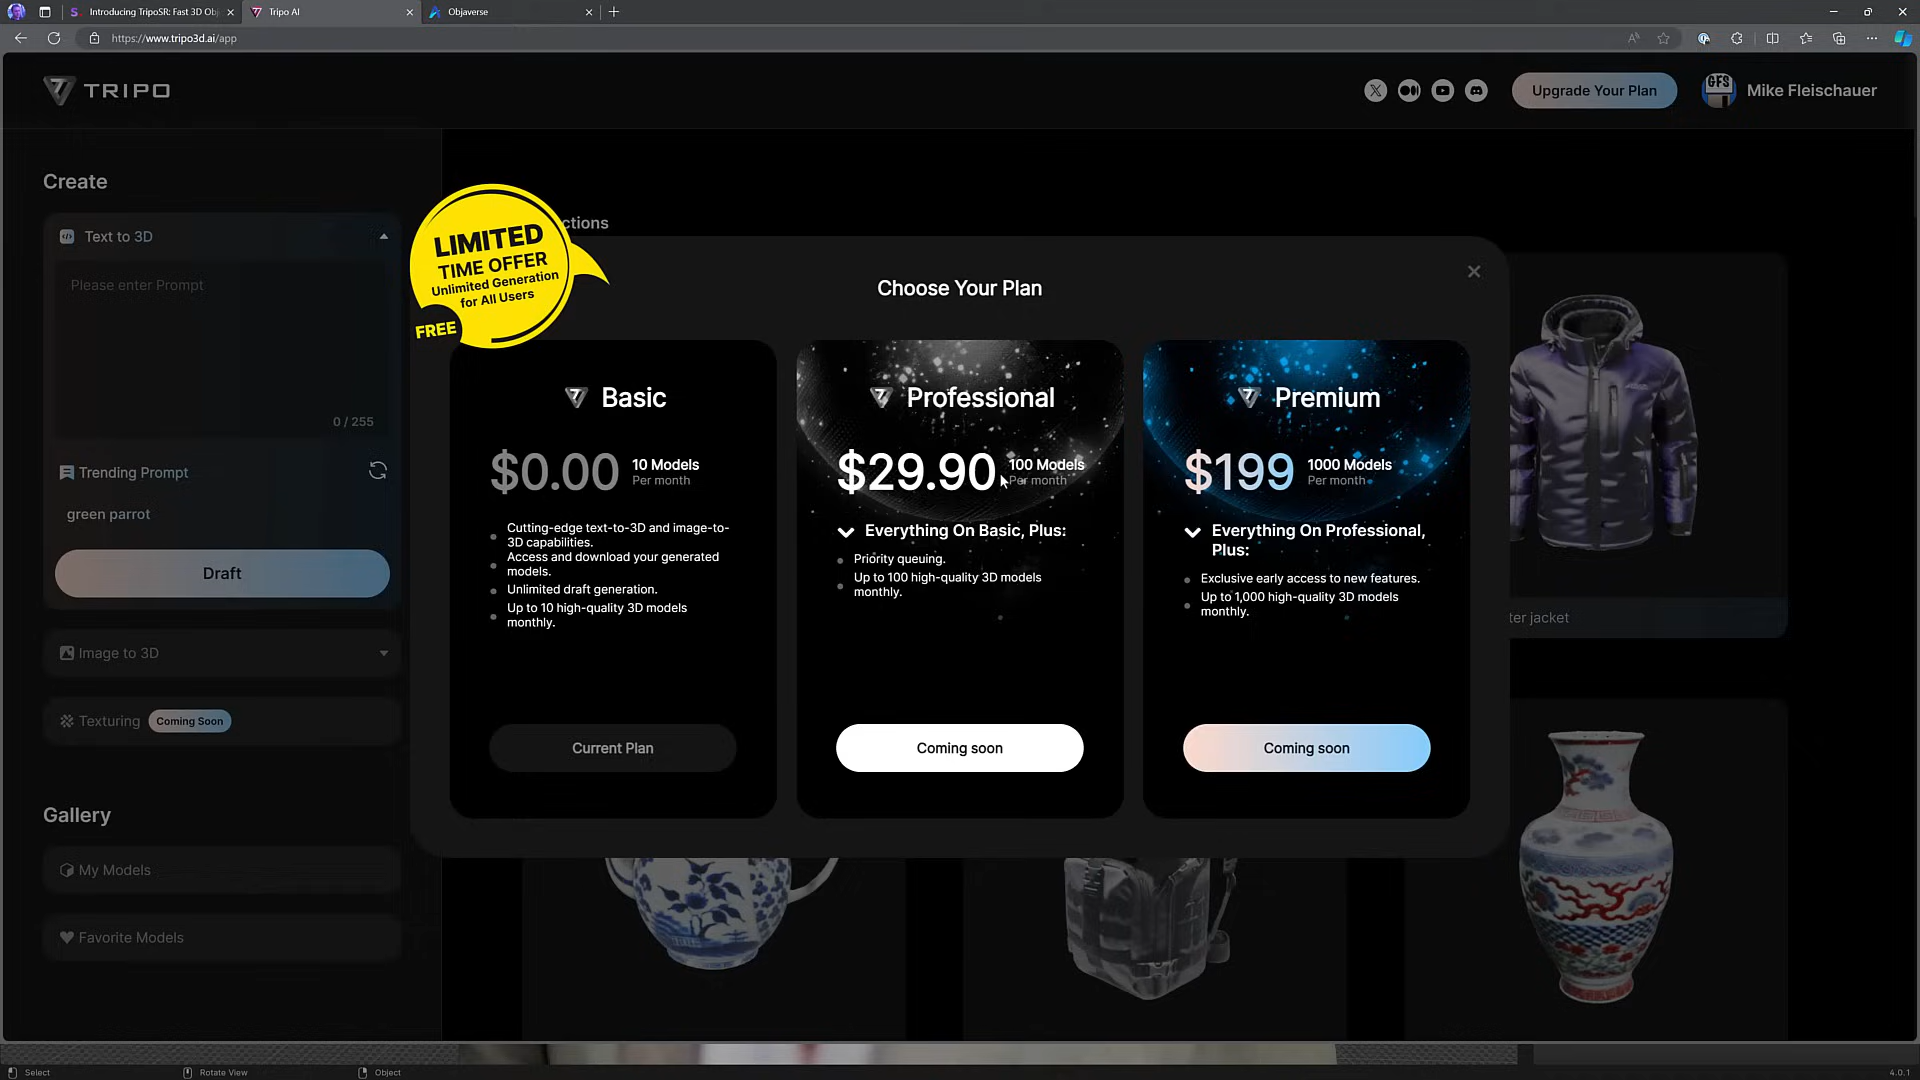 Introducing TripoSR: Fast 3D Obj
Tripo AI
Objaverse
https://www.tripo3d.ai/app
TRIPO
Upgrade Your Plan
GFS
Mike Fleischauer
Create
Text to 3D
Please enter Prompt
0 / 255
Trending Prompt
green parrot
Draft
Image to 3D
Texturing
Coming Soon
Gallery
My Models
Favorite Models
ctions
LIMITED
TIME OFFER
Unlimited Generation
for All Users
FREE
Choose Your Plan
Basic
$0.00
10 Models
Per month
Cutting-edge text-to-3D and image-to-
3D capabilities.
Access and download your generated
models.
Unlimited draft generation.
Up to 10 high-quality 3D models
monthly.
Current Plan
Professional
$29.90
100 Models
Per month
Everything On Basic, Plus:
Priority queuing.
Up to 100 high-quality 3D models
monthly.
Coming soon
Premium
$199
1000 Models
Per month
Everything On Professional,
Plus:
Exclusive early access to new features.
Up to 1,000 high-quality 3D models
monthly.
Coming soon
ter jacket
Select
Rotate View
Object
4.0.1